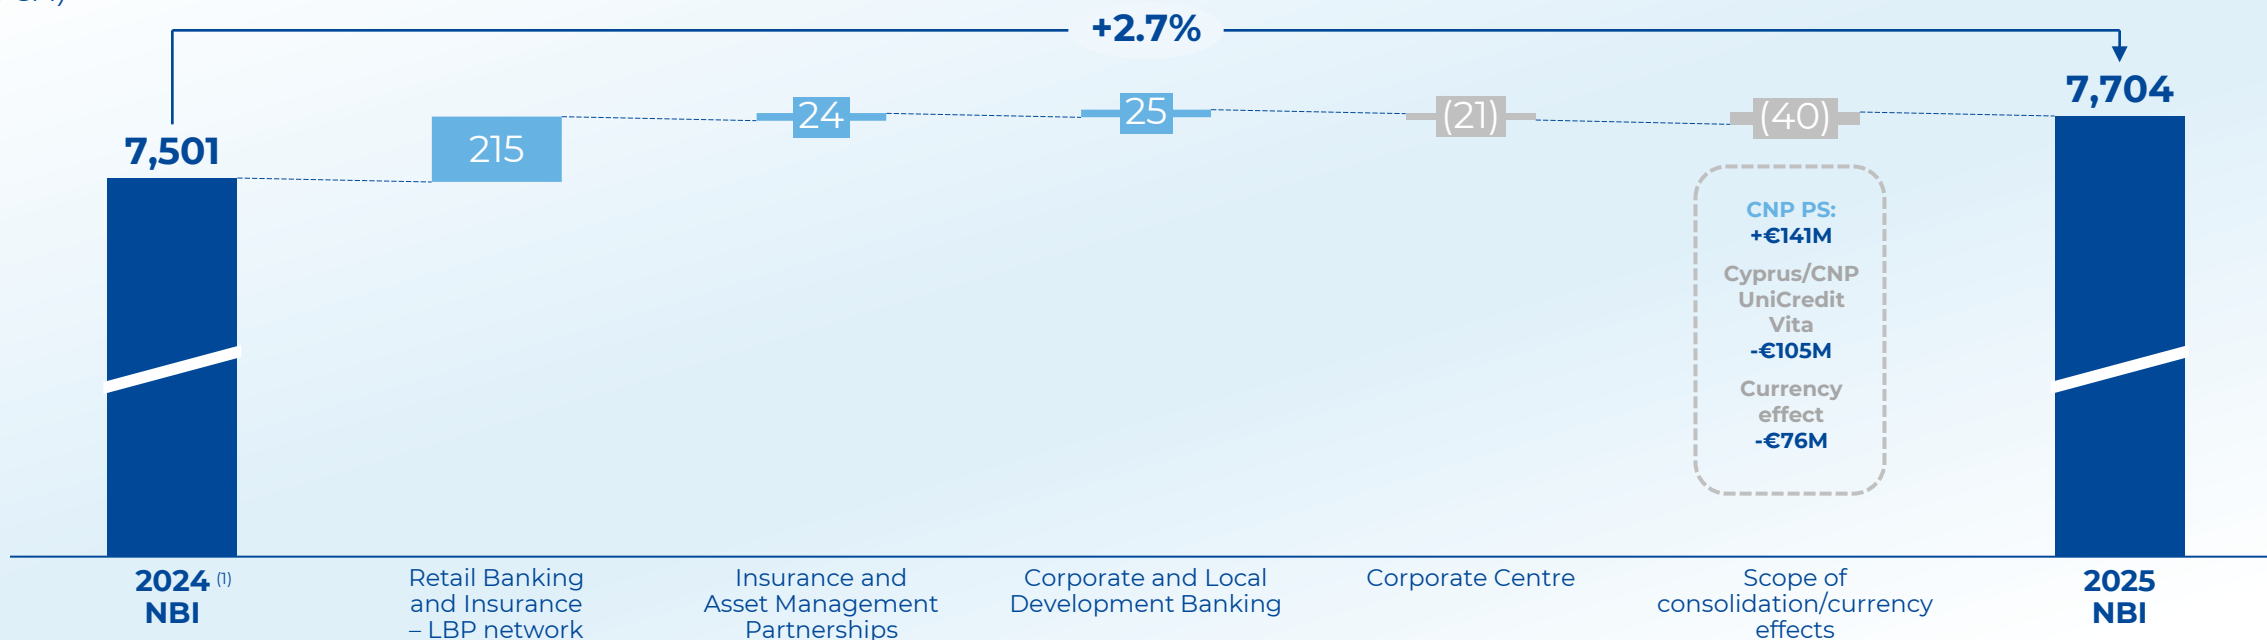 +2.7%
7,501
215
24
25
(21)
(40)
7,704
CNP PS:
+€141M
Cyprus/CNP
UniCredit
Vita
-€105M
Currency
effect
-€76M
2024 (1)
NBI
Retail Banking
and Insurance
– LBP network
Insurance and
Asset Management
Partnerships
Corporate and Local
Development Banking
Corporate Centre
Scope of
consolidation/currency
effects
2025
NBI